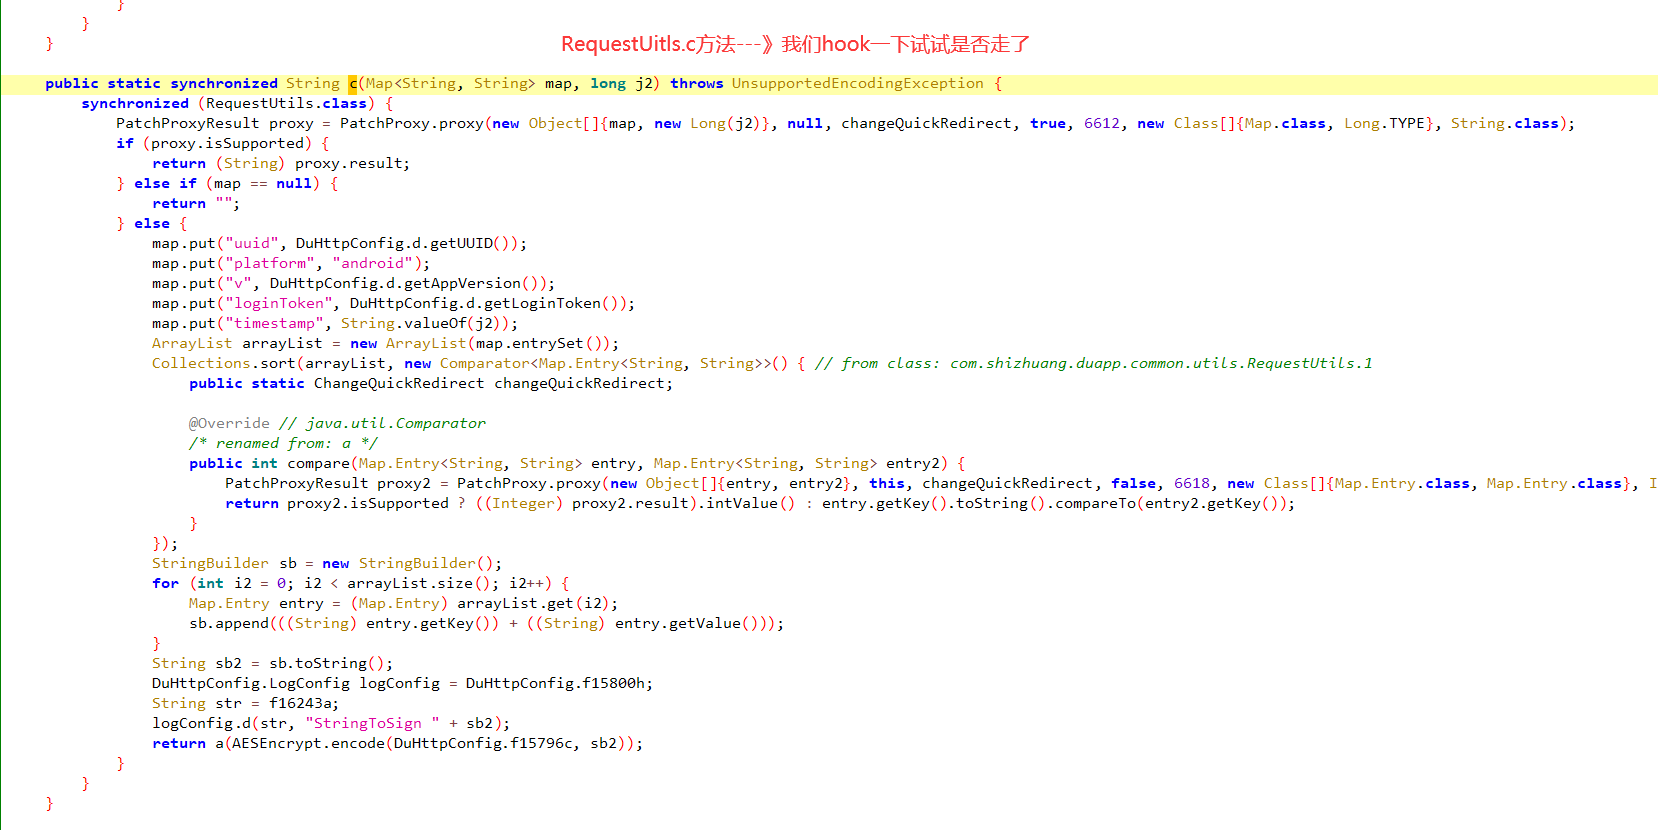 }
}
}
RequestUitls.c方法---》我们hook一下试试是否走了
public static synchronized String c(Map<String, String> map, long j2) throws UnsupportedEncodingException {
synchronized (RequestUtils.class) {
PatchProxyResult proxy = PatchProxy.proxy(new Object[]{map, new Long(j2)}, null, changeQuickRedirect, true, 6612, new Class[]{Map.class, Long.TYPE}, String.class);
if (proxy.isSupported) {
return (String) proxy.result;
} else if (map == null) {
return "";
} else {
map.put("uuid", DuHttpConfig.d.getUUID());
map.put("platform", "android");
map.put("v", DuHttpConfig.d.getAppVersion());
map.put("loginToken", DuHttpConfig.d.getLoginToken());
map.put("timestamp", String.valueOf(j2));
ArrayList arrayList = new ArrayList(map.entrySet());
Collections.sort(arrayList, new Comparator<Map.Entry<String, String>>() { // from class: com.shizhuang.duapp.common.utils.RequestUtils.1
public static ChangeQuickRedirect changeQuickRedirect;
@Override // java.util.Comparator
/* renamed from: a */
public int compare(Map.Entry<String, String> entry, Map.Entry<String, String> entry2) {
PatchProxyResult proxy2 = PatchProxy.proxy(new Object[]{entry, entry2}, this, changeQuickRedirect, false, 6618, new Class[]{Map.Entry.class, Map.Entry.class}, I
return proxy2.isSupported ? ((Integer) proxy2.result).intValue() : entry.getKey().toString().compareTo(entry2.getKey());
}
});
StringBuilder sb = new StringBuilder();
for (int i2 = 0; i2 < arrayList.size(); i2++) {
Map.Entry entry = (Map.Entry) arrayList.get(i2);
sb.append(((String) entry.getKey()) + ((String) entry.getValue()));
}
String sb2 = sb.toString();
DuHttpConfig.LogConfig logConfig = DuHttpConfig.f15800h;
String str = f16243a;
logConfig.d(str, "StringToSign " + sb2);
return a(AESEncrypt.encode(DuHttpConfig.f15796c, sb2));
}
}
}